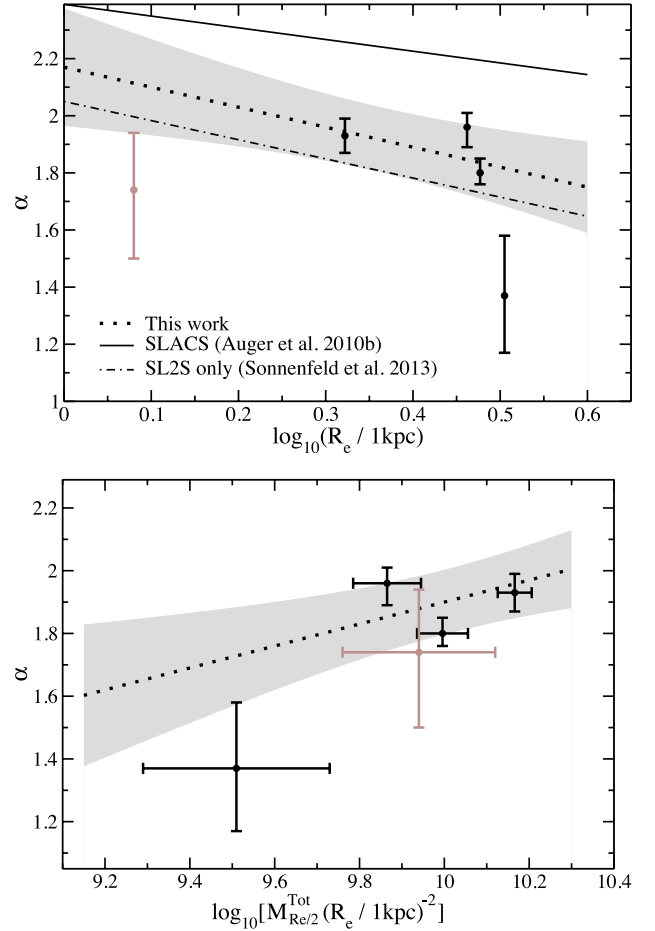 2.2
2
1.8
1.6
1.4
1.2
1
α
0 0.1 0.2 0.3 0.4 0.5 0.6
log₁₀(Rₑ / 1kpc)
This work
SLACS (Auger et al. 2010b)
SL2S only (Sonnenfeld et al. 2013)
2.2
2
1.8
1.6
1.4
1.2
α
9.2 9.4 9.6 9.8 10 10.2 10.4
log₁₀[M^Tot_Re/2 (Rₑ / 1kpc)⁻²]